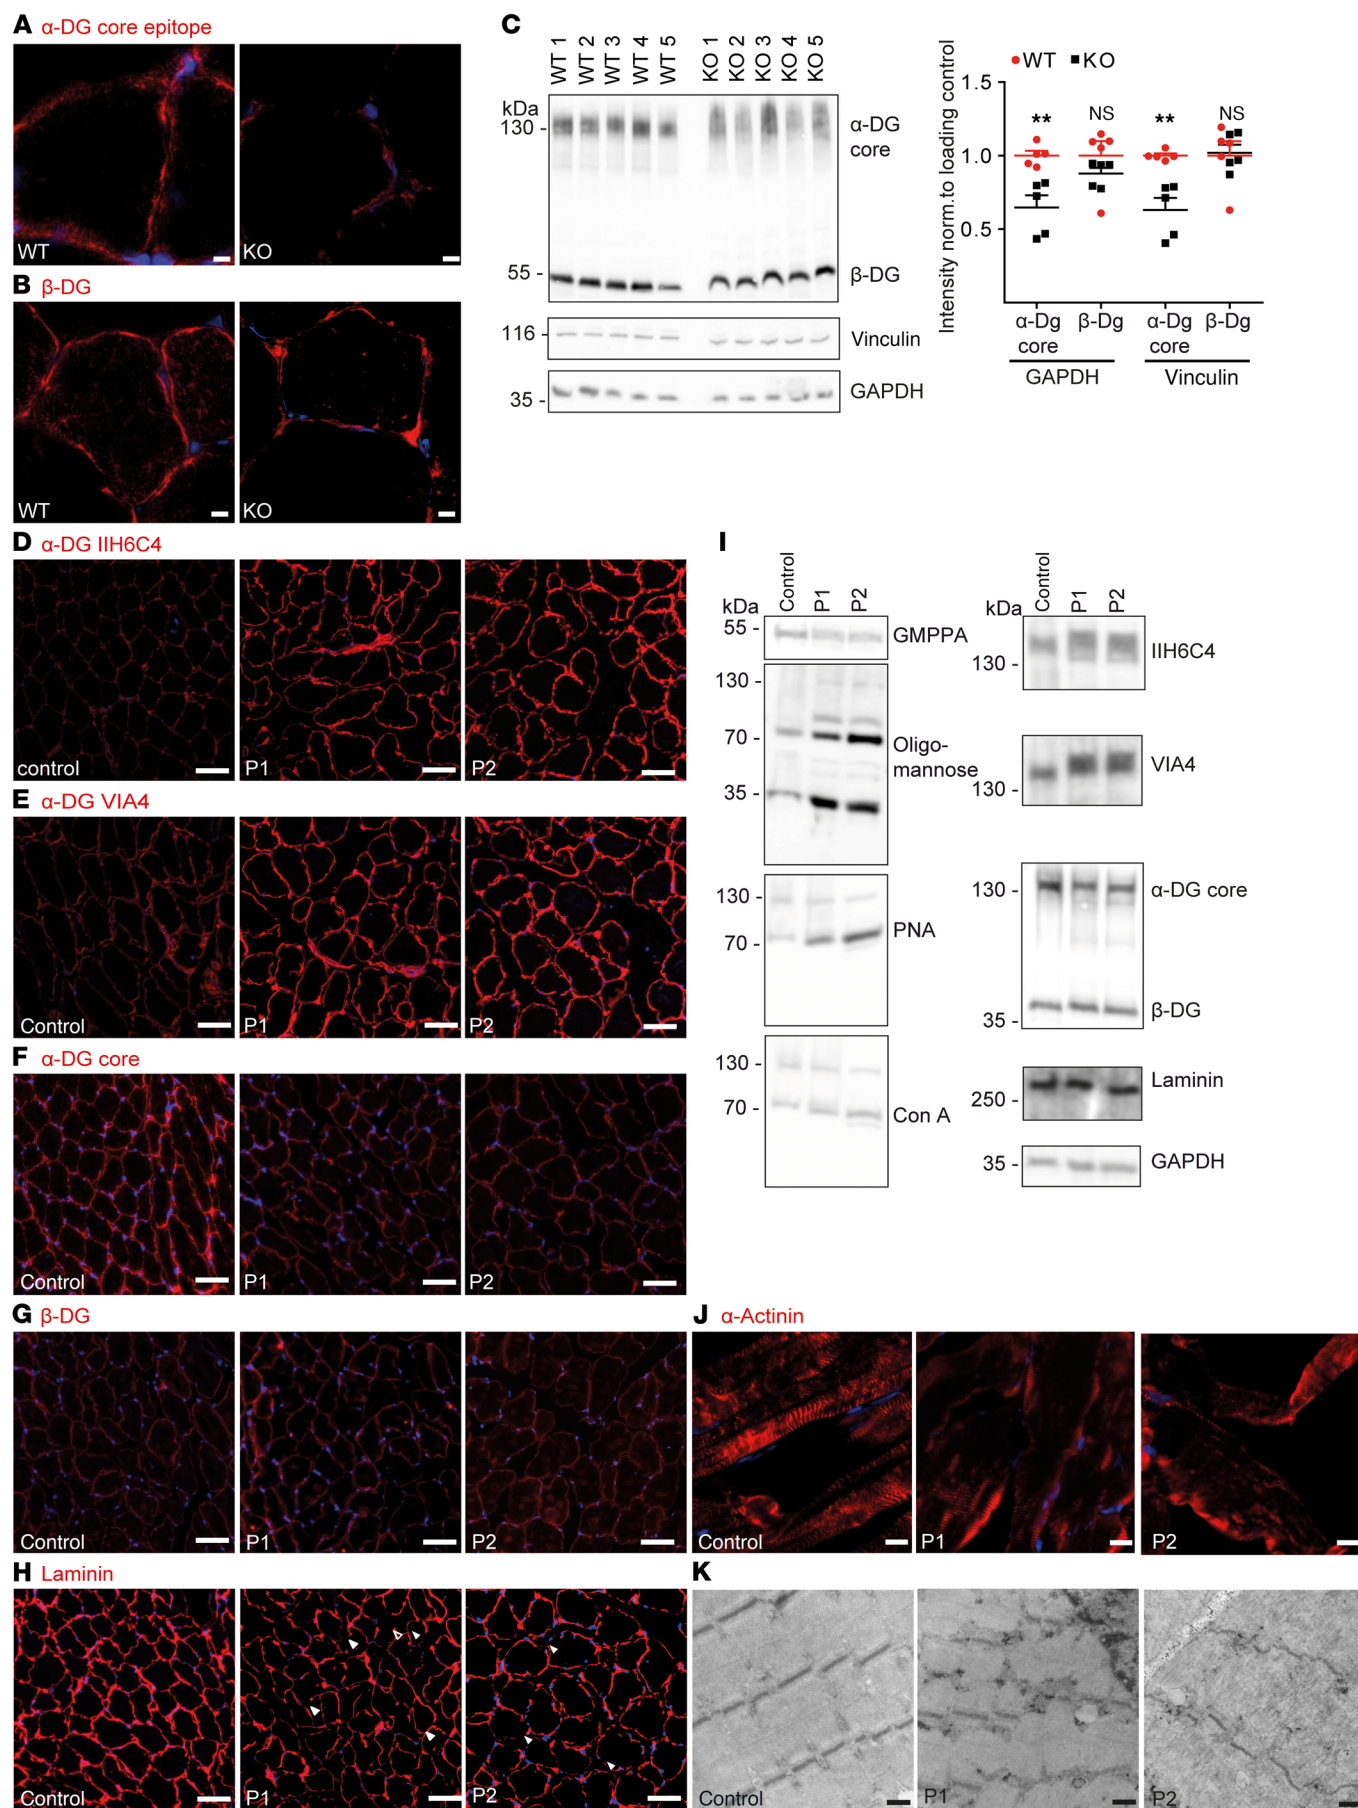 A α-DG core epitope
WT
KO
B β-DG
WT
KO
C
WT 1
WT 2
WT 3
WT 4
WT 5
KO 1
KO 2
KO 3
KO 4
KO 5
kDa
130 -
α-DG
core
55 -
β-DG
116 -
Vinculin
35 -
GAPDH
WT KO
Intensity norm.to loading control
1.5
1.0
0.5
** NS ** NS
α-Dg β-Dg α-Dg β-Dg
core core
GAPDH Vinculin
D α-DG IIH6C4
control
P1
P2
E α-DG VIA4
Control
P1
P2
F α-DG core
Control
P1
P2
G β-DG
Control
P1
P2
H Laminin
Control
P1
P2
I
Control
P1
P2
kDa
55 -
GMPPA
130 -
70 -
Oligo-
mannose
35 -
130 -
PNA
70 -
130 -
70 -
Con A
Control
P1
P2
kDa
IIH6C4
130 -
VIA4
130 -
130 -
α-DG core
β-DG
35 -
Laminin
250 -
35 -
GAPDH
J α-Actinin
Control
P1
P2
K
Control
P1
P2